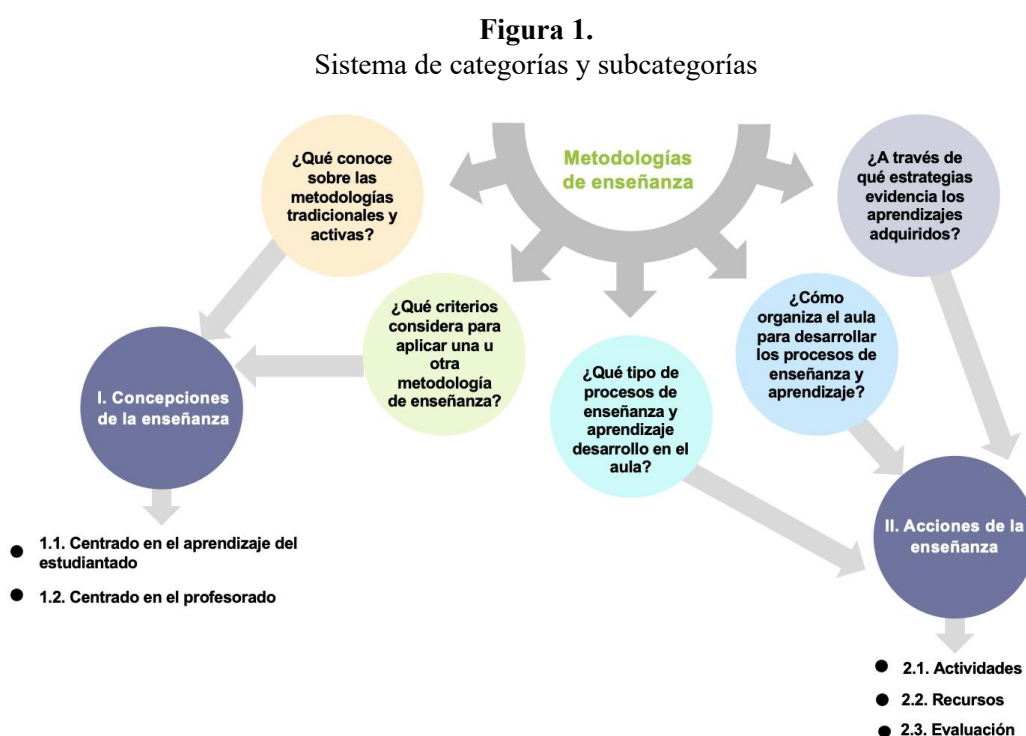 Figura 1.
Sistema de categorías y subcategorías
Metodologías
de enseñanza
¿Qué conoce
sobre las
metodologías
tradicionales y
activas?
¿Qué criterios
considera para
aplicar una u
otra
metodología
de enseñanza?
¿Qué tipo de
procesos de
enseñanza y
aprendizaje
desarrollo en el
aula?
¿Cómo
organiza el aula
para desarrollar
los procesos de
enseñanza y
aprendizaje?
¿A través de
qué estrategias
evidencia los
aprendizajes
adquiridos?
I. Concepciones
de la enseñanza
1.1. Centrado en el aprendizaje del
estudiantado
1.2. Centrado en el profesorado
II. Acciones de la
enseñanza
2.1. Actividades
2.2. Recursos
2.3. Evaluación